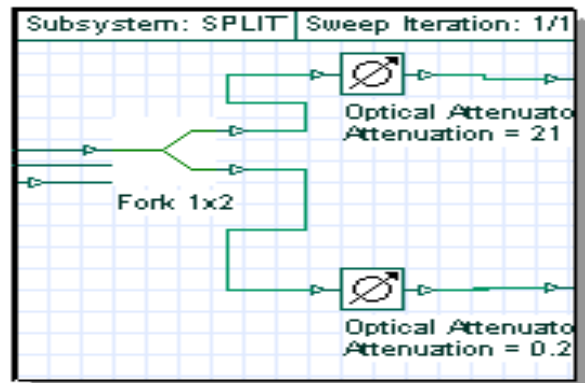 Subsystem: SPLIT Sweep Iteration: 1/1
Optical Attenuato
Attenuation = 21
Fork 1x2
Optical Attenuato
Attenuation = 0.2